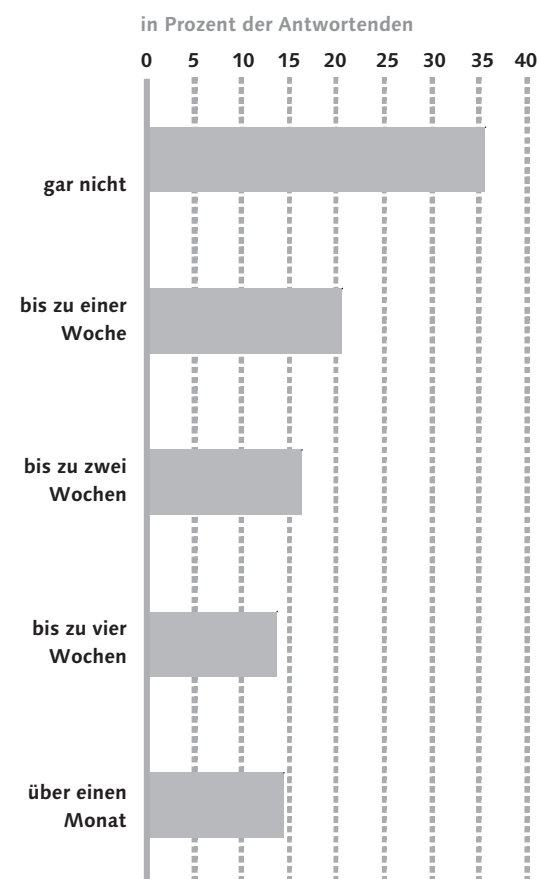 in Prozent der Antwortenden
0 5 10 15 20 25 30 35 40
gar nicht
bis zu einer
Woche
bis zu zwei
Wochen
bis zu vier
Wochen
über einen
Monat